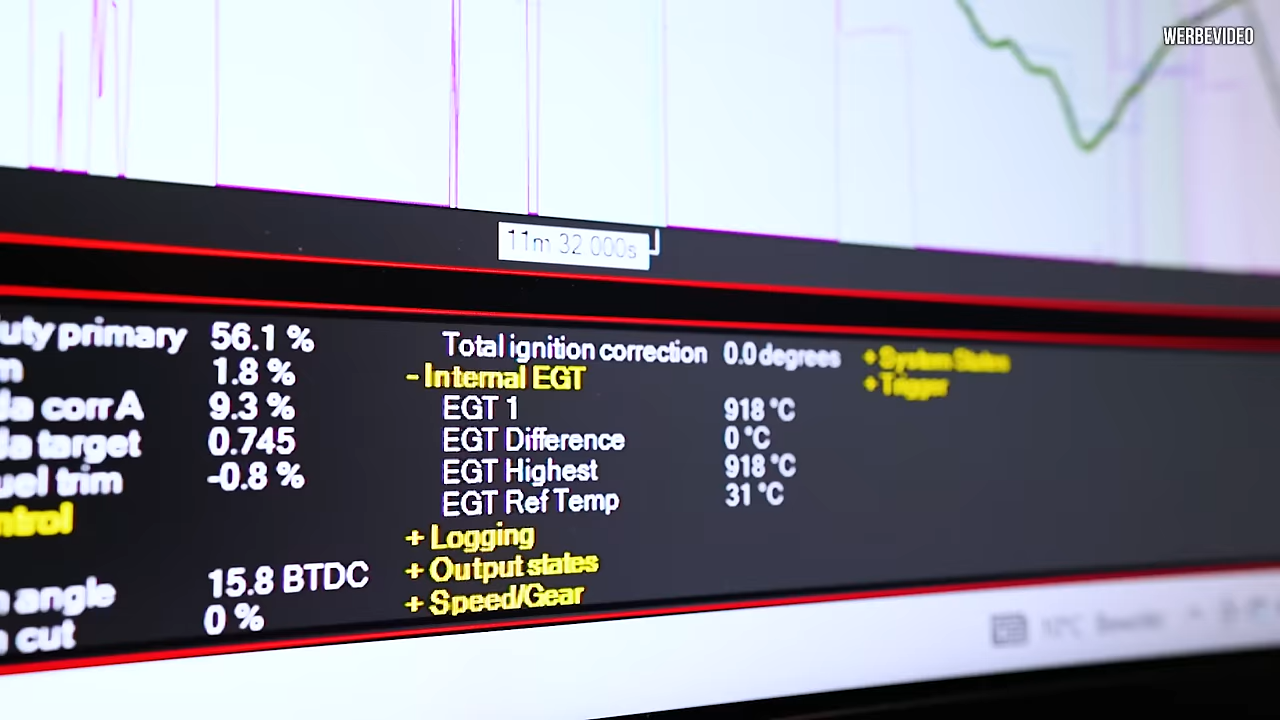 WERBEVIDEO
11m 32 000s
uty primary 56.1 %
m 1.8 %
da corr A 9.3 %
da target 0.745
uel trim -0.8 %
ntrol
n angle 15.8 BTDC
n cut 0 %
Total ignition correction 0.0 degrees
- Internal EGT
EGT 1 918 °C
EGT Difference 0 °C
EGT Highest 918 °C
EGT Ref Temp 31 °C
+ Logging
+ Output states
+ Speed/Gear
+ System States
+ Trigger